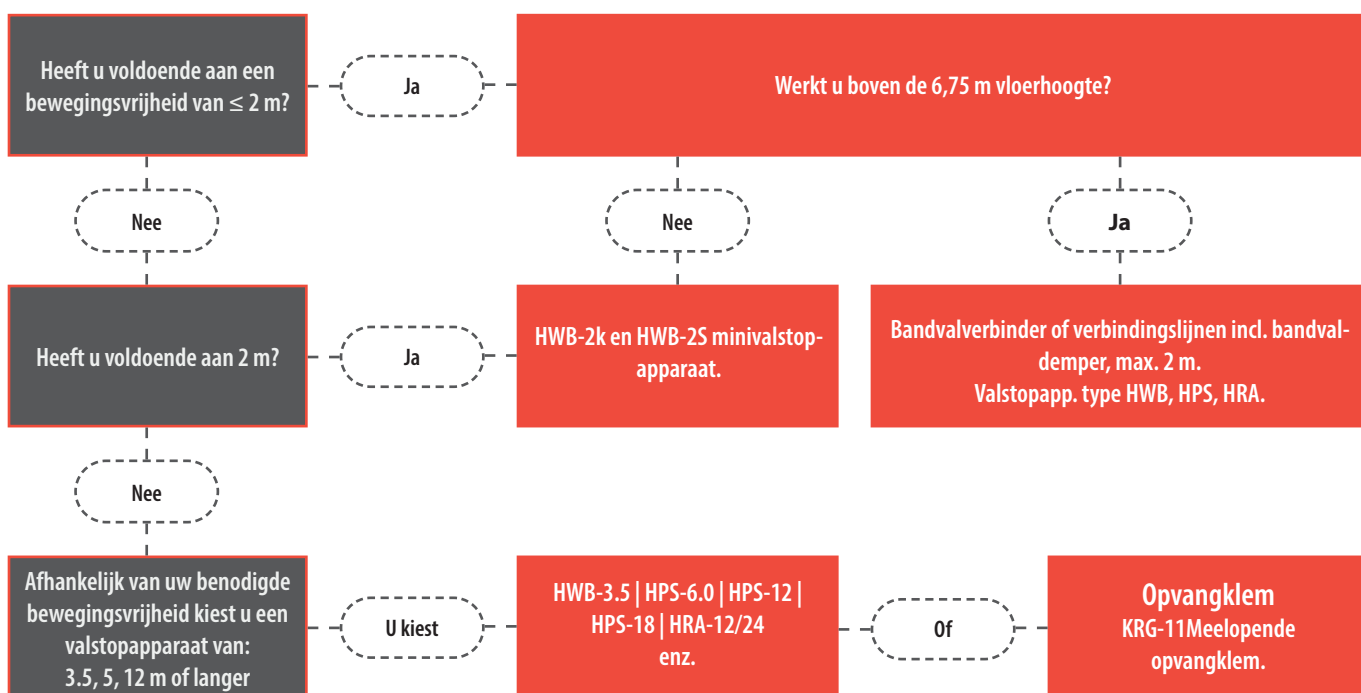 Heeft u voldoende aan een
bewegingsvrijheid van ≤ 2 m?
Ja
Werkt u boven de 6,75 m vloerhoogte?
Nee
Nee
Ja
Heeft u voldoende aan 2 m?
Ja
HWB-2k en HWB-2S minivalstop-
apparaat.
Bandvalverbinder of verbindingslijnen incl. bandval-
demper, max. 2 m.
Valstopapp. type HWB, HPS, HRA.
Nee
Afhankelijk van uw benodigde
bewegingsvrijheid kiest u een
valstopapparaat van:
3.5, 5, 12 m of langer
U kiest
HWB-3.5 | HPS-6.0 | HPS-12 |
HPS-18 | HRA-12/24
enz.
Of
Opvangklem
KRG-11Meelopende
opvangklem.